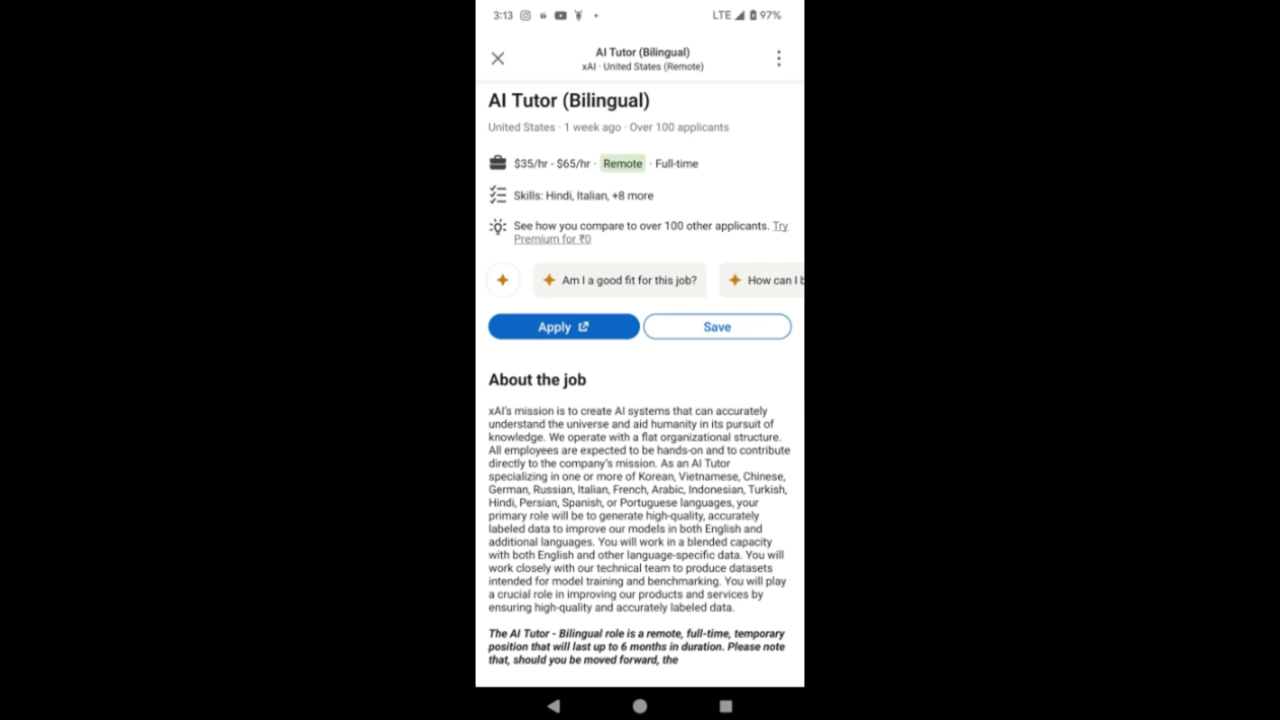 3:13
LTE 97%
AI Tutor (Bilingual)
xAI · United States (Remote)
AI Tutor (Bilingual)
United States · 1 week ago · Over 100 applicants
$35/hr - $65/hr · Remote · Full-time
Skills: Hindi, Italian, +8 more
See how you compare to over 100 other applicants. Try
Premium for ₹0
Am I a good fit for this job?
How can I b
Apply
Save
About the job
xAI's mission is to create AI systems that can accurately
understand the universe and aid humanity in its pursuit of
knowledge. We operate with a flat organizational structure.
All employees are expected to be hands-on and to contribute
directly to the company's mission. As an AI Tutor
specializing in one or more of Korean, Vietnamese, Chinese,
German, Russian, Italian, French, Arabic, Indonesian, Turkish,
Hindi, Persian, Spanish, or Portuguese languages, your
primary role will be to generate high-quality, accurately
labeled data to improve our models in both English and
additional languages. You will work in a blended capacity
with both English and other language-specific data. You will
work closely with our technical team to produce datasets
intended for model training and benchmarking. You will play
a crucial role in improving our products and services by
ensuring high-quality and accurately labeled data.
The AI Tutor - Bilingual role is a remote, full-time, temporary
position that will last up to 6 months in duration. Please note
that, should you be moved forward, the